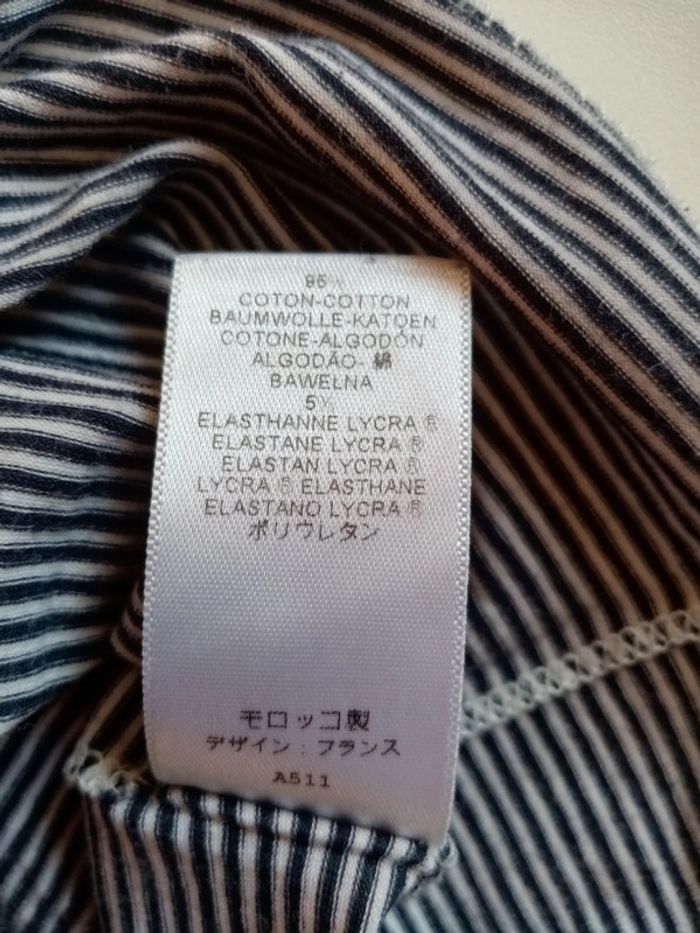 95%
COTON-COTTON
BAUMWOLLE-KATOEN
COTONE-ALGODÓN
ALGODÃO- 綿
BAWEŁNA
5%
ELASTHANNE LYCRA ®
ELASTANE LYCRA ®
ELASTAN LYCRA ®
LYCRA ® ELASTHANE
ELASTANO LYCRA ®
ポリウレタン
モロッコ製
デザイン : フランス
A511